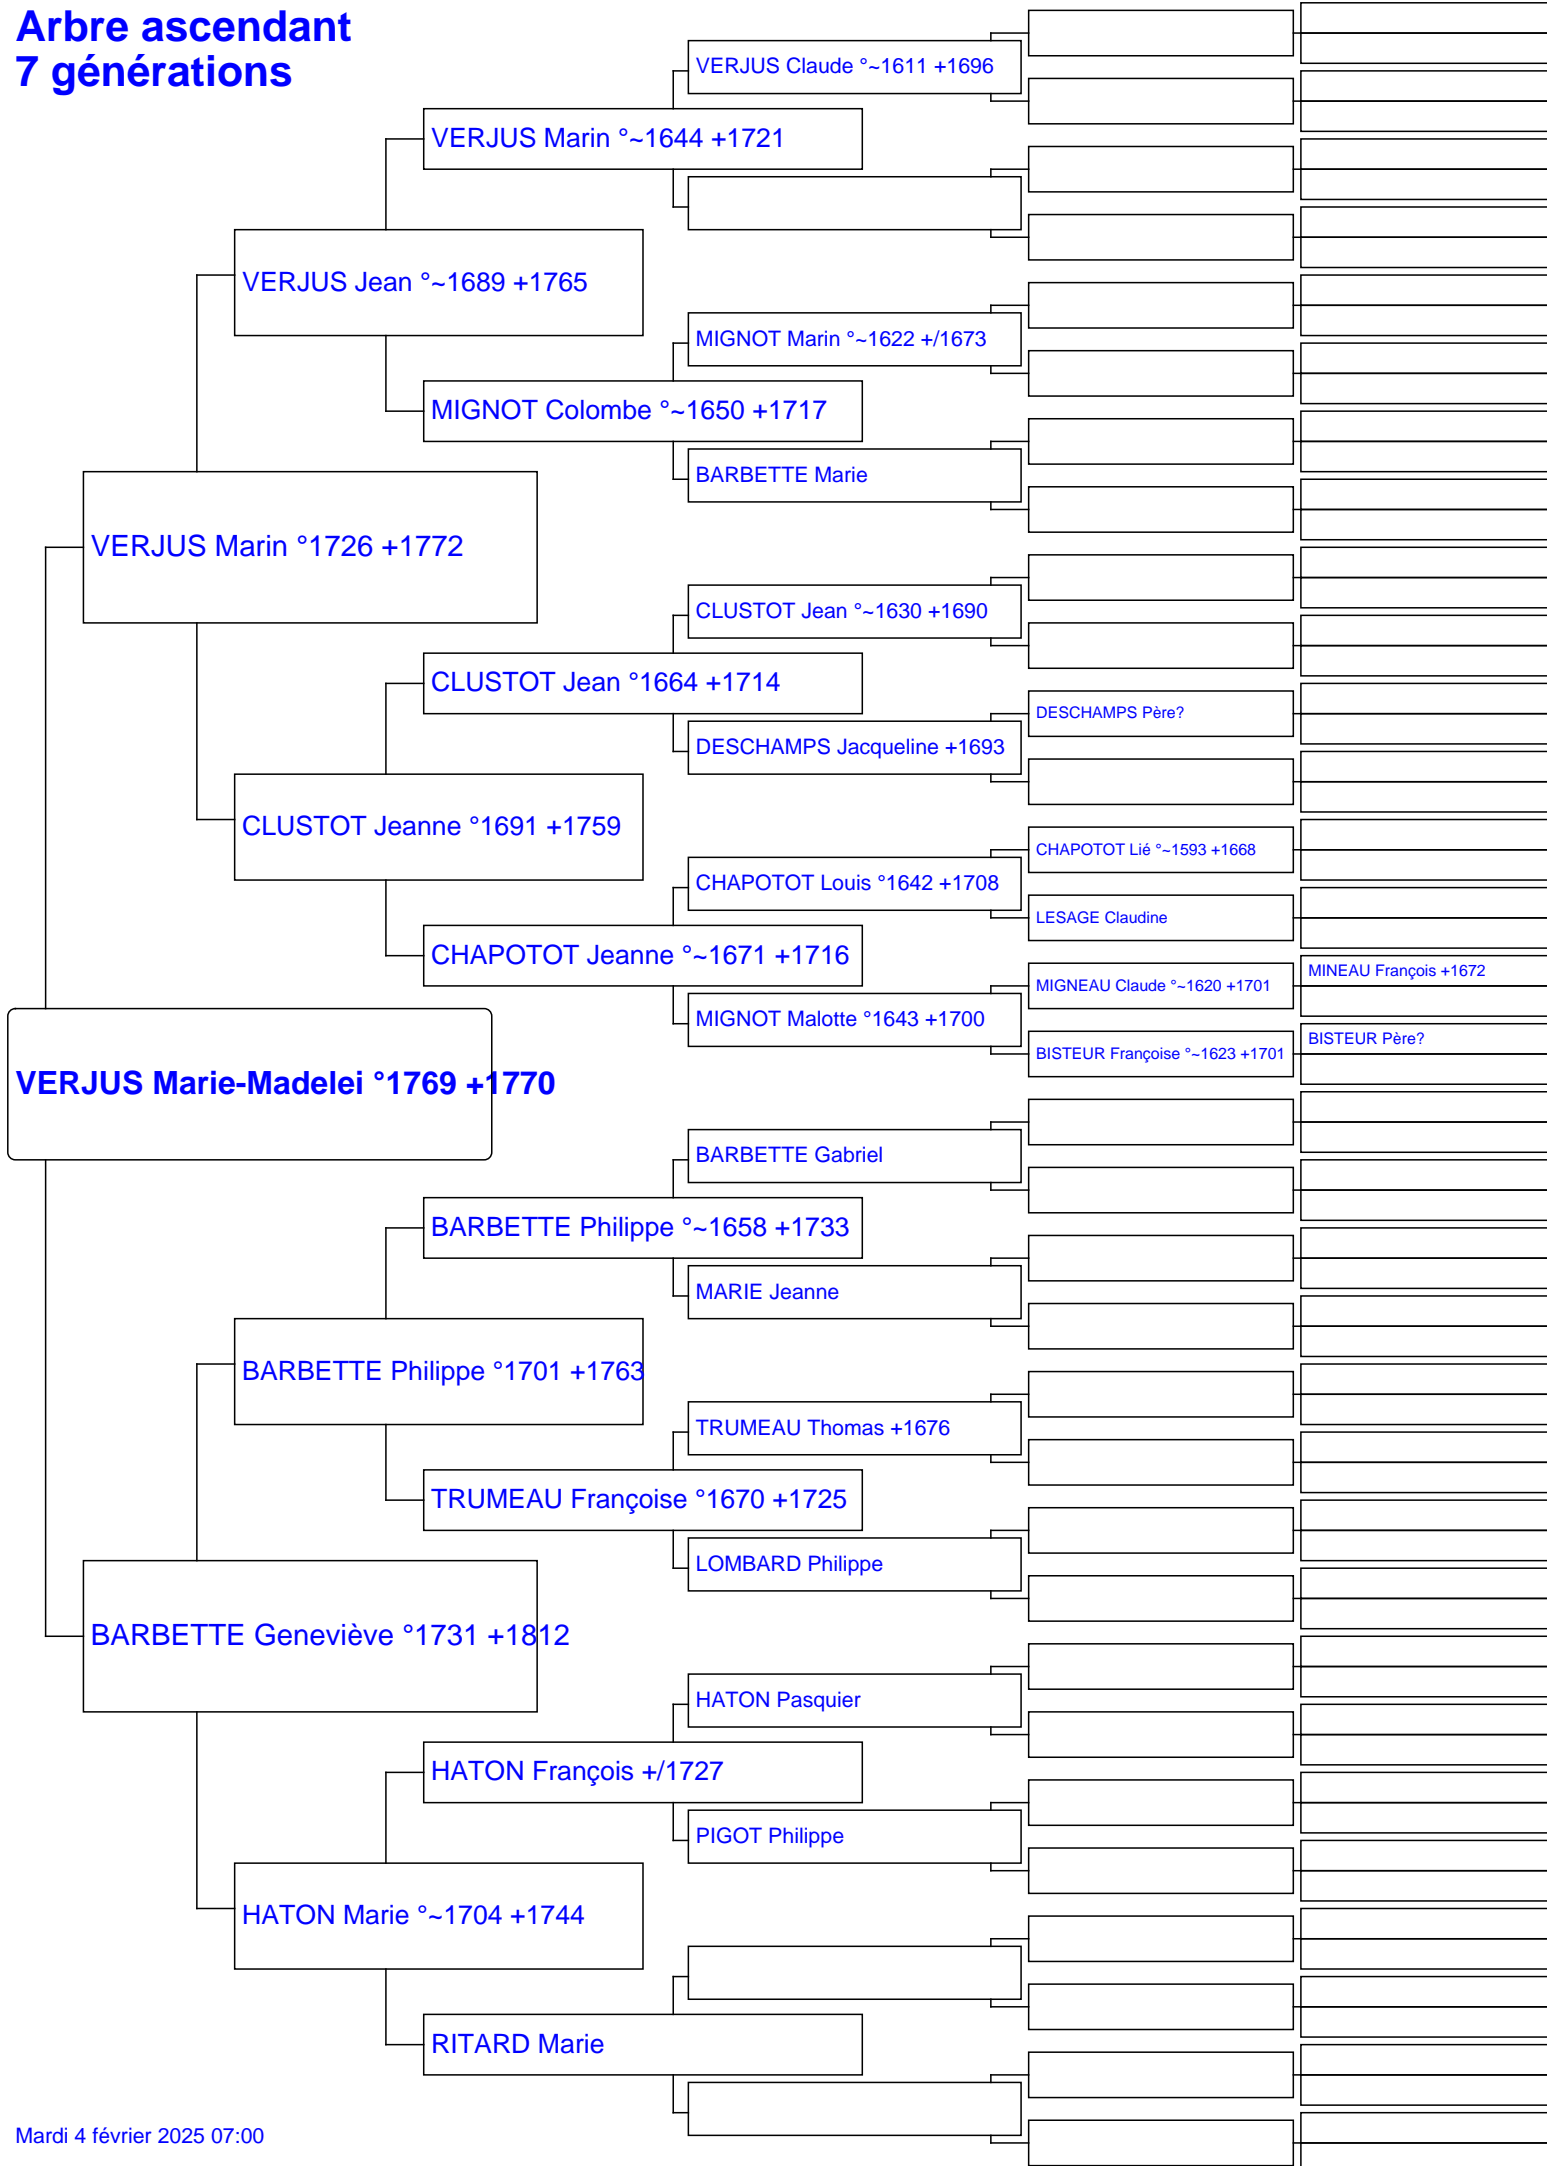 Arbre ascendant
7 générations
VERJUS Claude °~1611 +1696
VERJUS Marin °~1644 +1721
VERJUS Jean °~1689 +1765
MIGNOT Marin °~1622 +/1673
MIGNOT Colombe °~1650 +1717
BARBETTE Marie
VERJUS Marin °1726 +1772
CLUSTOT Jean °~1630 +1690
CLUSTOT Jean °1664 +1714
DESCHAMPS Père?
DESCHAMPS Jacqueline +1693
CLUSTOT Jeanne °1691 +1759
CHAPOTOT Lié °~1593 +1668
CHAPOTOT Louis °1642 +1708
LESAGE Claudine
CHAPOTOT Jeanne °~1671 +1716
MINEAU François +1672
MIGNEAU Claude °~1620 +1701
MIGNOT Malotte °1643 +1700
BISTEUR Père?
BISTEUR Françoise °~1623 +1701
VERJUS Marie-Madelei °1769 +1770
BARBETTE Gabriel
BARBETTE Philippe °~1658 +1733
MARIE Jeanne
BARBETTE Philippe °1701 +1763
TRUMEAU Thomas +1676
TRUMEAU Françoise °1670 +1725
LOMBARD Philippe
BARBETTE Geneviève °1731 +1812
HATON Pasquier
HATON François +/1727
PIGOT Philippe
HATON Marie °~1704 +1744
RITARD Marie
Mardi 4 février 2025 07:00